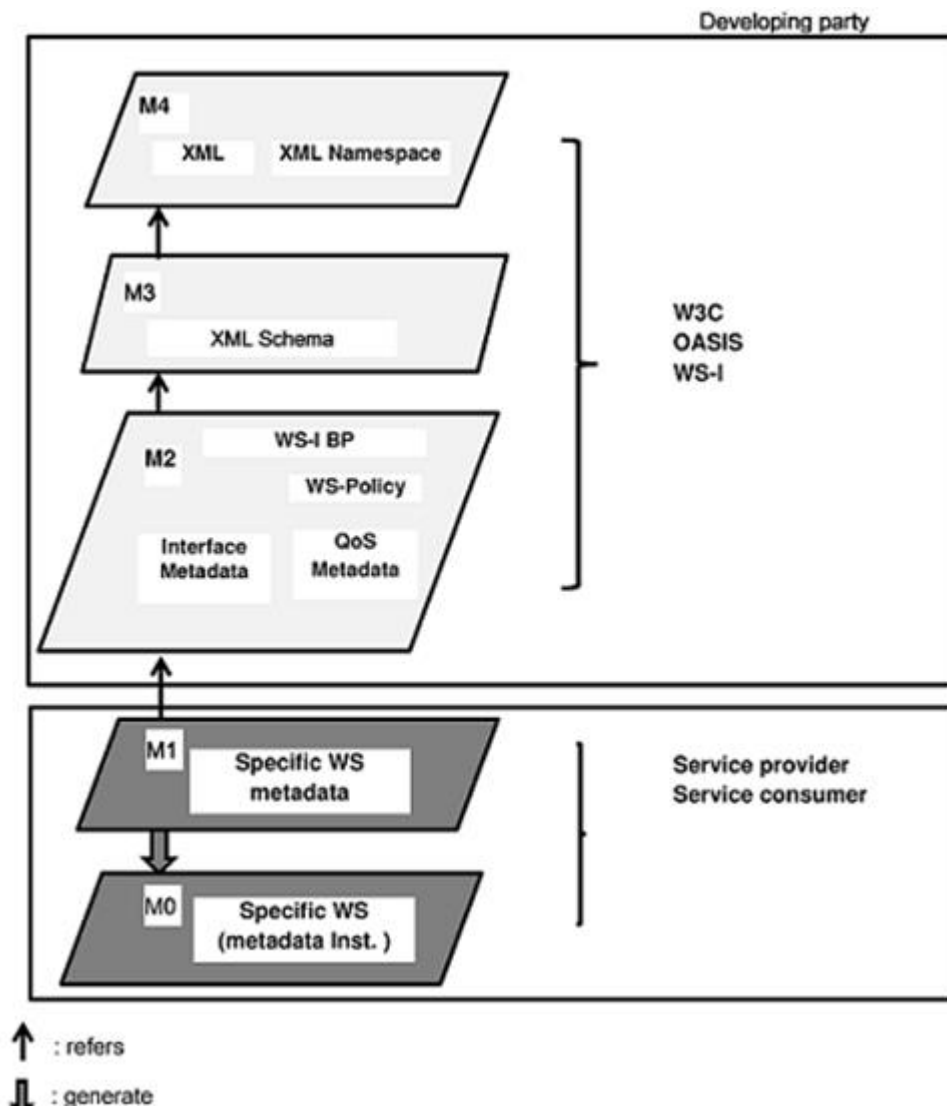 Developing party
M4
XML
XML Namespace
M3
XML Schema
W3C
OASIS
WS-I
M2
WS-I BP
WS-Policy
Interface
Metadata
QoS
Metadata
M1
Specific WS
metadata
Service provider
Service consumer
M0
Specific WS
(metadata Inst. )
: refers
: generate